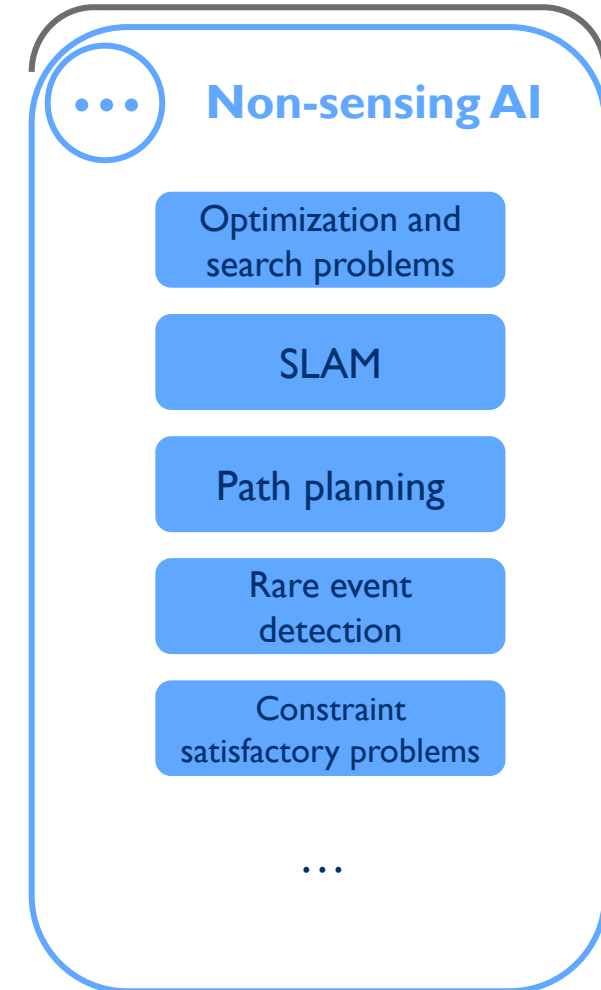 Non-sensing AI
Optimization and
search problems
SLAM
Path planning
Rare event
detection
Constraint
satisfactory problems
…